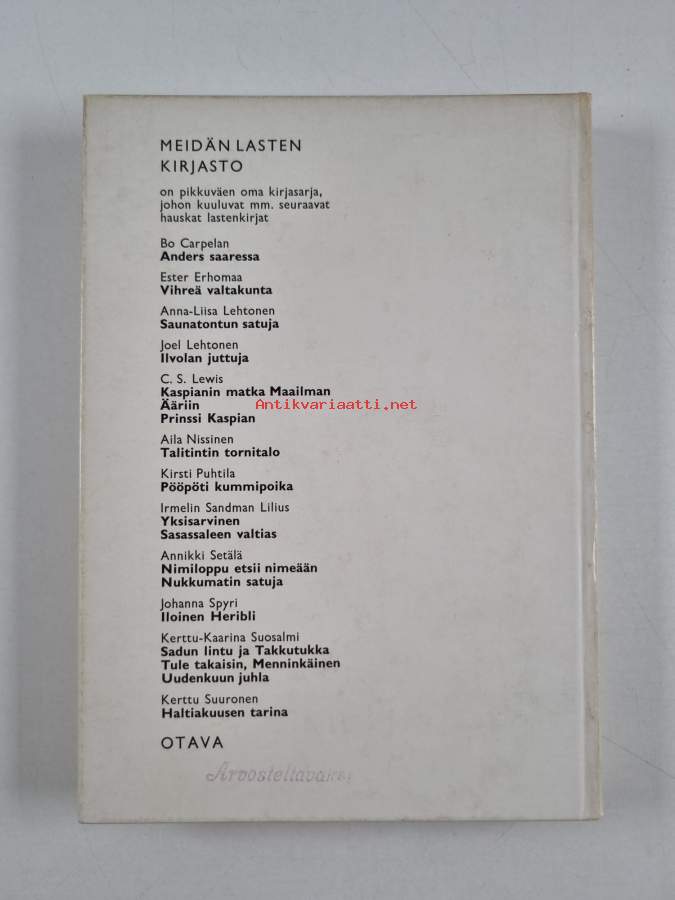 MEIDÄN LASTEN
KIRJASTO
on pikkuväen oma kirjasarja,
johon kuuluvat mm. seuraavat
hauskat lastenkirjat
Bo Carpelan
Anders saaressa
Ester Erhomaa
Vihreä valtakunta
Anna-Liisa Lehtonen
Saunatontun satuja
Joel Lehtonen
Ilvolan juttuja
C. S. Lewis
Kaspianin matka Maailman
Ääriin
Antikvariaatti.net
Prinssi Kaspian
Aila Nissinen
Talitintin tornitalo
Kirsti Puhtila
Pööpöti kummipoika
Irmelin Sandman Lilius
Yksisarvinen
Sasassaleen valtias
Annikki Setälä
Nimiloppu etsii nimeään
Nukkumatin satuja
Johanna Spyri
Iloinen Heribli
Kerttu-Kaarina Suosalmi
Sadun lintu ja Takkutukka
Tule takaisin, Menninkäinen
Uudenkuun juhla
Kerttu Suuronen
Haltiakuusen tarina
OTAVA
Arvosteltavaksi